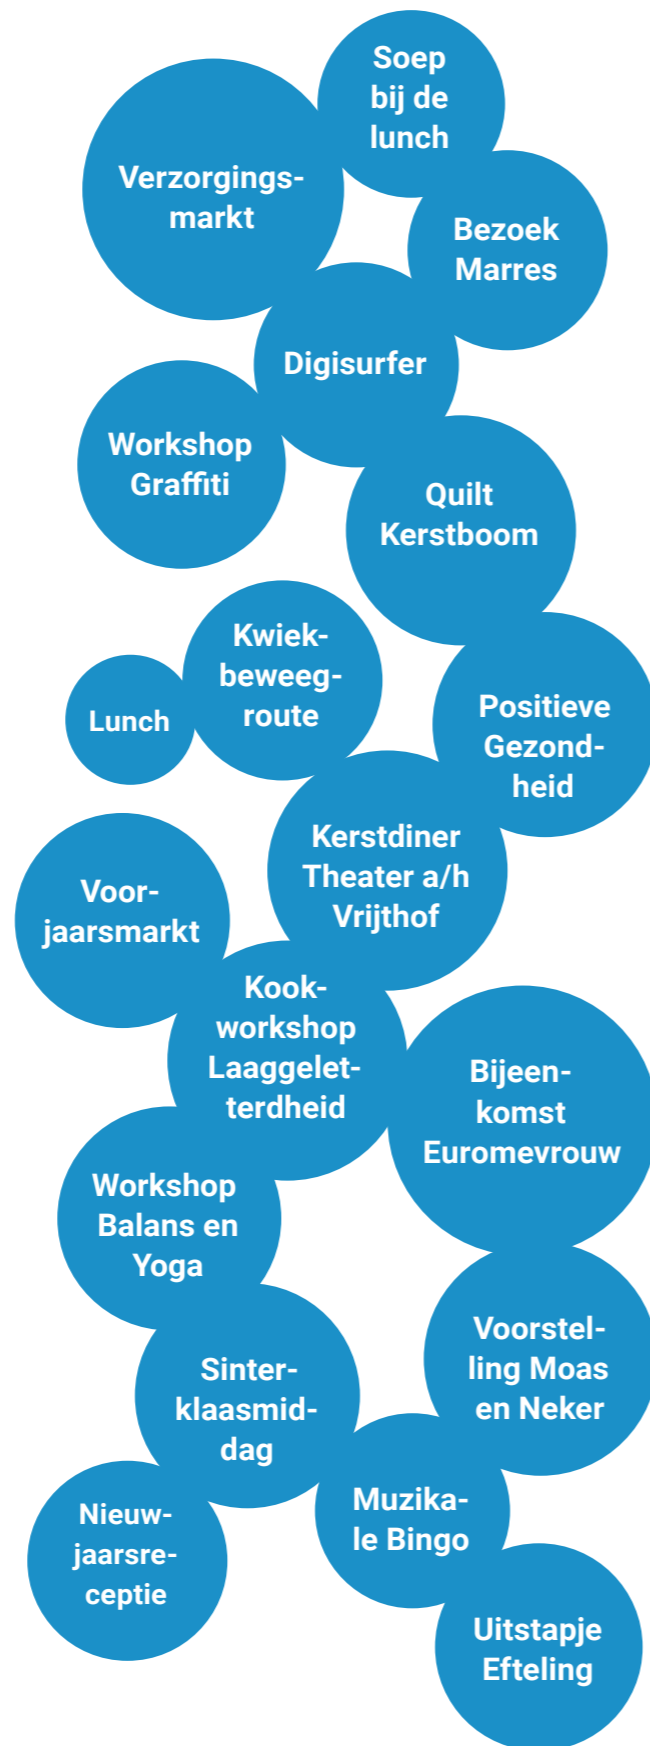 Soep
bij de
lunch
Verzorgings-
markt
Bezoek
Marres
Digisurfer
Workshop
Graffiti
Quilt
Kerstboom
Kwiek-
beweeg-
route
Lunch
Positieve
Gezond-
heid
Kerstdiner
Theater a/h
Vrijthof
Voor-
jaarsmarkt
Kook-
workshop
Laaggelet-
terdheid
Bijeen-
komst
Euromevrouw
Workshop
Balans en
Yoga
Voorstel-
ling Moas
en Neker
Sinter-
klaasmid-
dag
Muzika-
le Bingo
Nieuw-
jaarsre-
ceptie
Uitstapje
Efteling